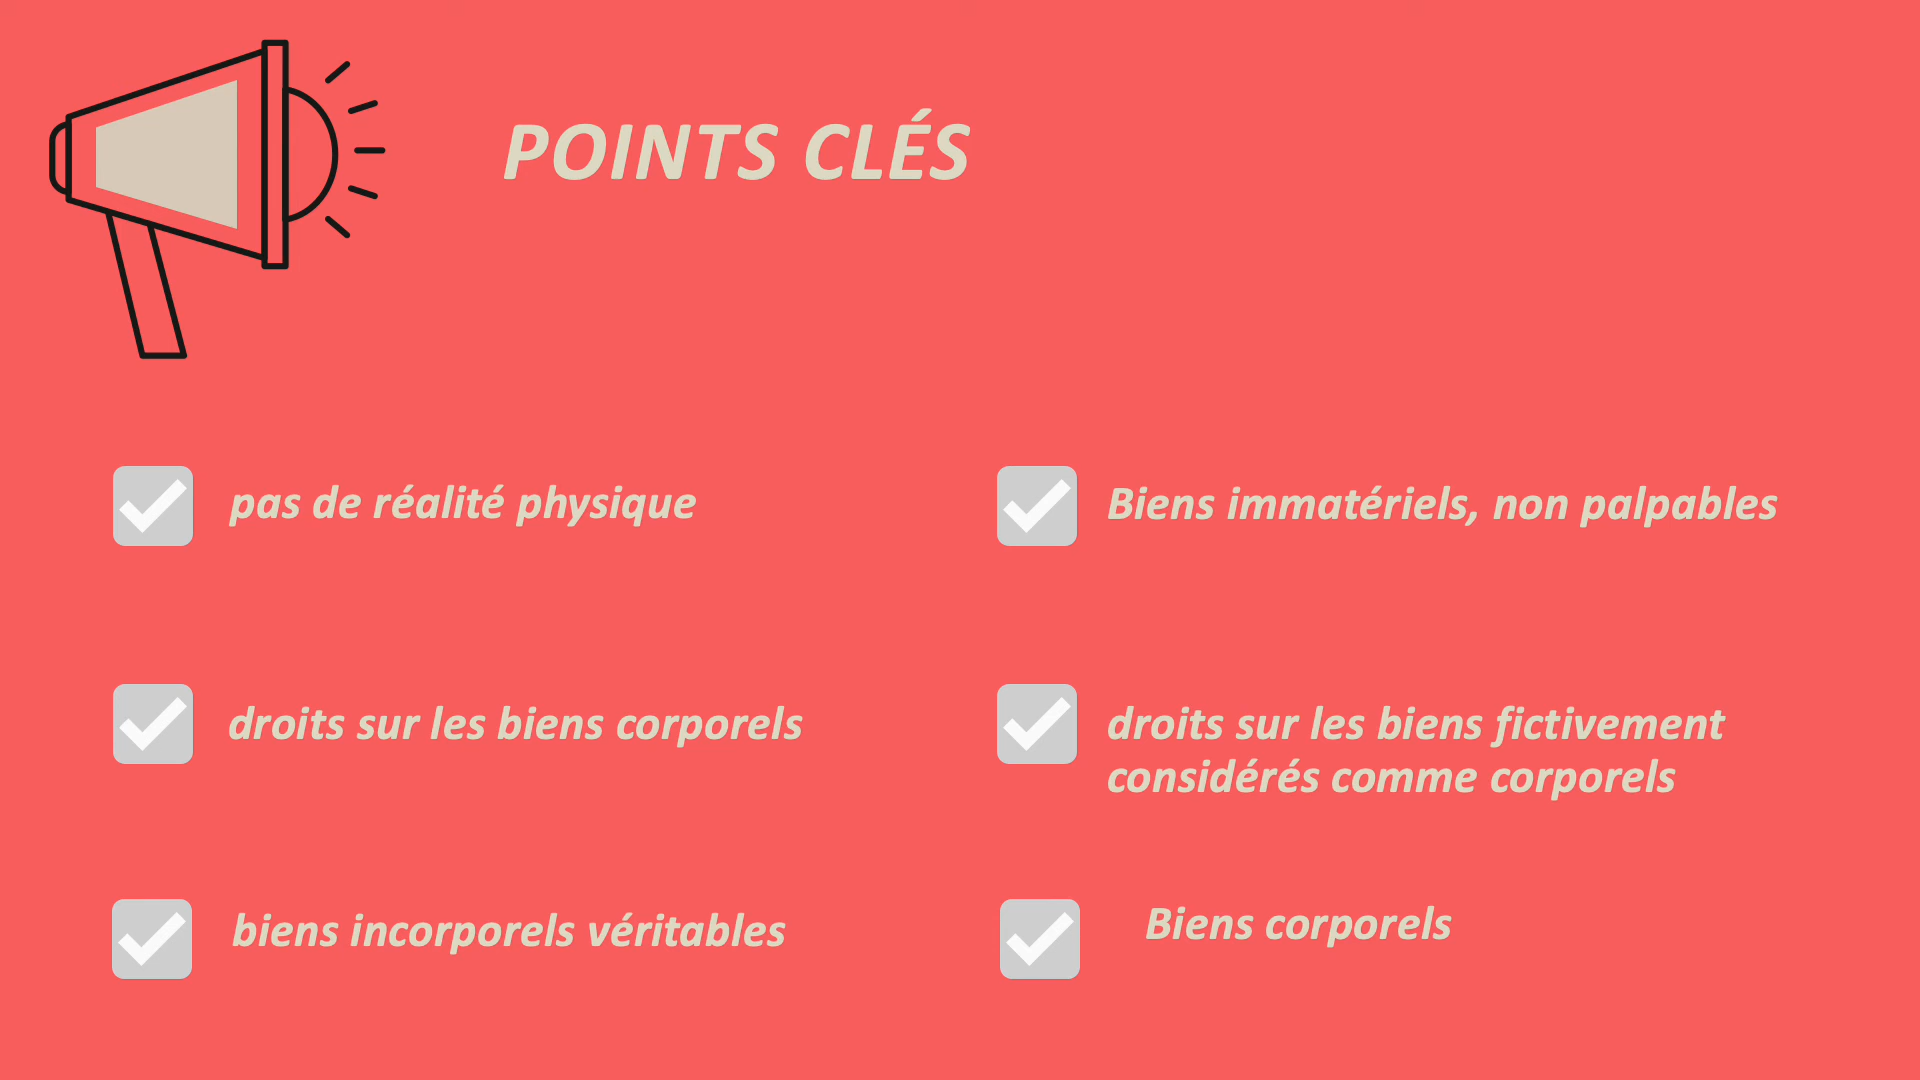 POINTS CLÉS
pas de réalité physique
Biens immatériels, non palpables
droits sur les biens corporels
droits sur les biens fictivement
considérés comme corporels
biens incorporels véritables
Biens corporels